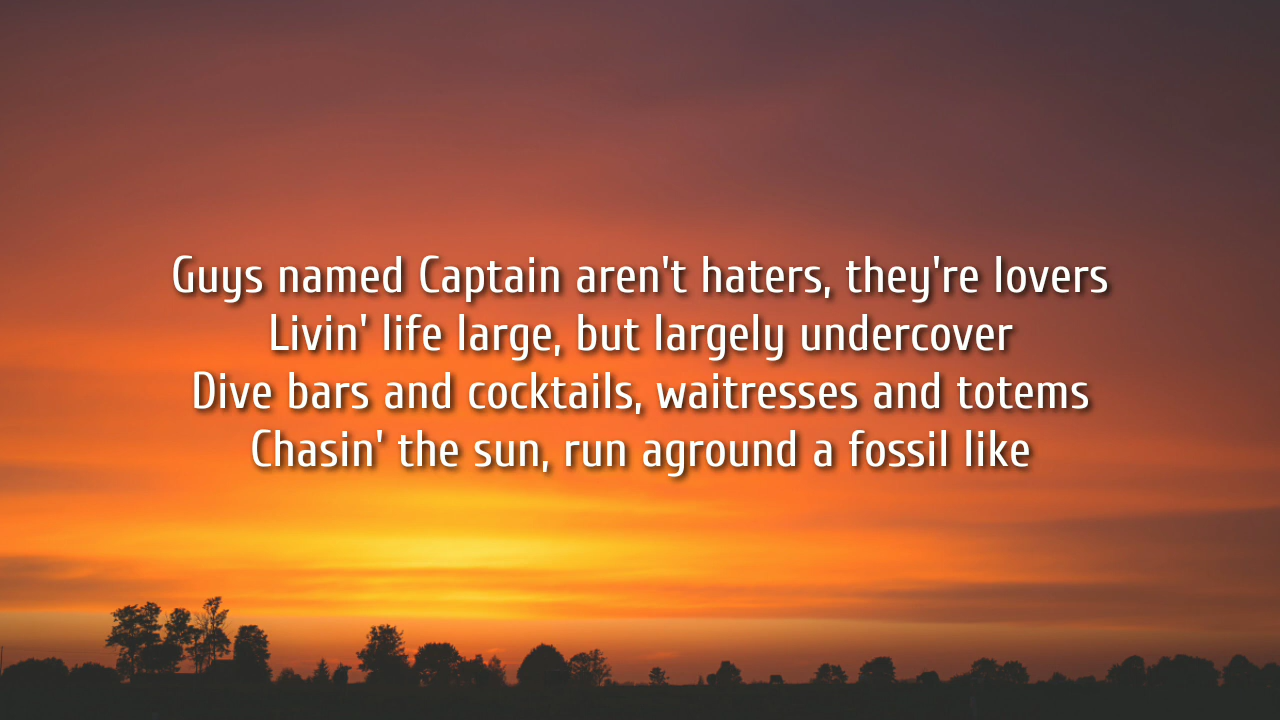 Guys named Captain aren't haters, they're lovers
Livin' life large, but largely undercover
Dive bars and cocktails, waitresses and totems
Chasin' the sun, run aground a fossil like